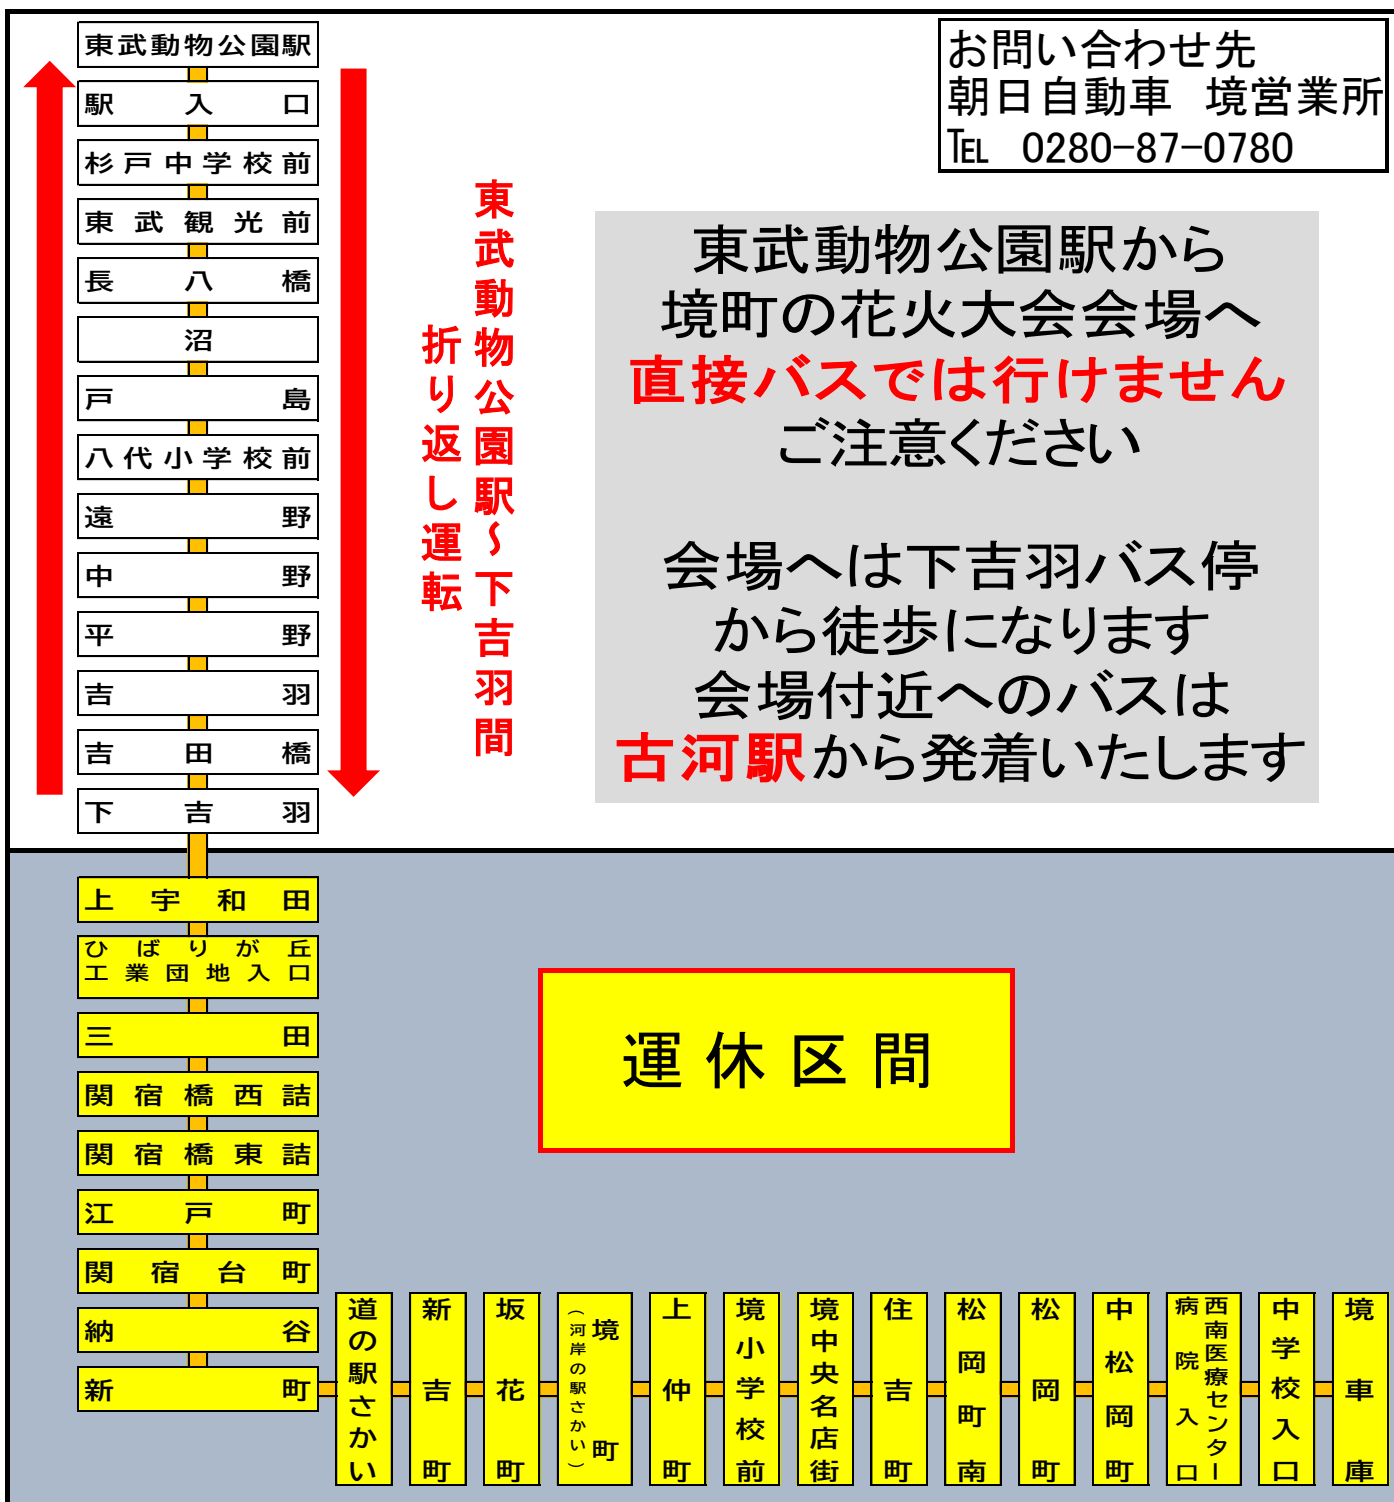 東武動物公園駅
駅入口
杉戸中学校前
東武観光前
長八橋
沼
戸島
八代小学校前
遠野
中野
平野
吉羽
吉田橋
下吉羽
東武動物公園駅～下吉羽間
折り返し運転
お問い合わせ先
朝日自動車　境営業所
℡　0280-87-0780
東武動物公園駅から
境町の花火大会会場へ
直接バスでは行けません
ご注意ください
会場へは下吉羽バス停
から徒歩になります
会場付近へのバスは
古河駅から発着いたします
上宇和田
ひばりが丘
工業団地入口
三田
関宿橋西詰
関宿橋東詰
江戸町
関宿台町
納谷
新町
運休区間
道の駅さかい
新吉町
坂花町
境町
（河岸の駅さかい）
上仲町
境小学校前
境中央名店街
住吉町
松岡町南
松岡町
中松岡町
西南医療センター
病院入口
中学校入口
境車庫